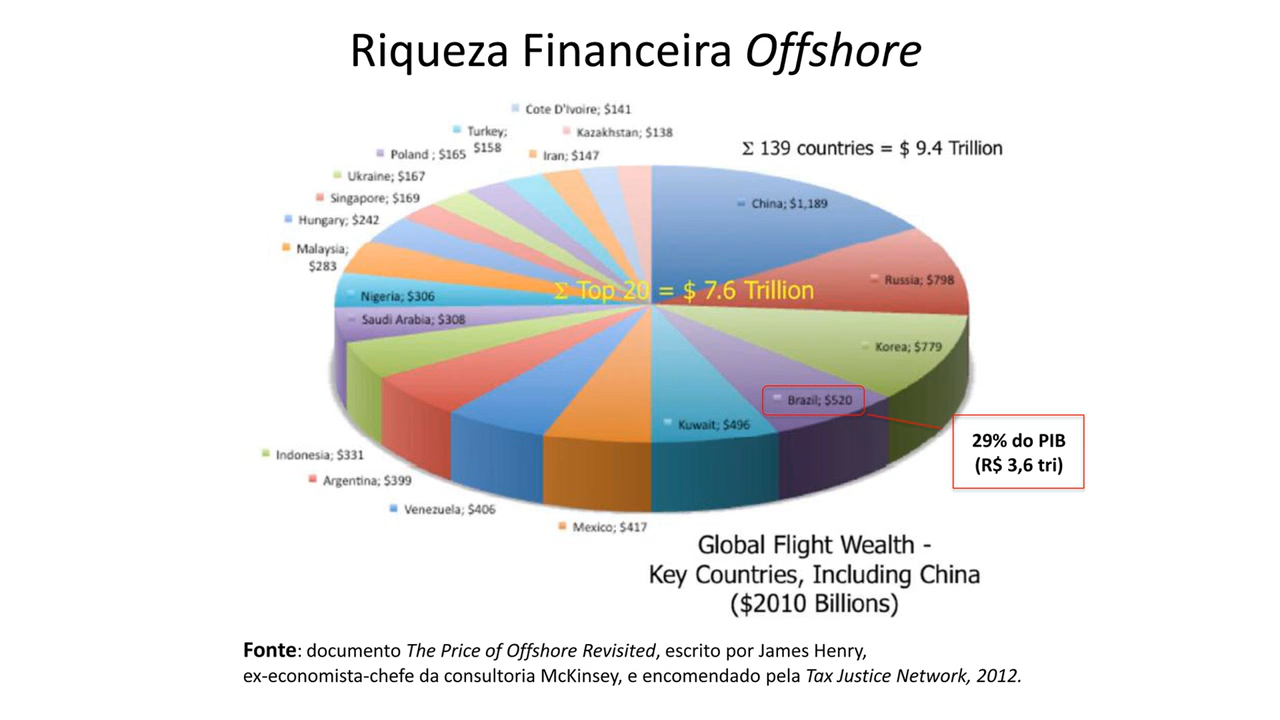 Riqueza Financeira Offshore
Cote D'Ivoire; $141
Turkey;
$158
Kazakhstan; $138
Poland ; $165
Iran; $147
Σ 139 countries = $ 9.4 Trillion
Ukraine; $167
Singapore; $169
China; $1,189
Hungary; $242
Malaysia;
$283
Russia; $798
Σ Top 20 = $ 7.6 Trillion
Nigeria; $306
Saudi Arabia; $308
Korea; $779
Brazil; $520
Kuwait; $496
29% do PIB
(R$ 3,6 tri)
Indonesia; $331
Argentina; $399
Venezuela; $406
Mexico; $417
Global Flight Wealth -
Key Countries, Including China
($2010 Billions)
Fonte: documento The Price of Offshore Revisited, escrito por James Henry,
ex-economista-chefe da consultoria McKinsey, e encomendado pela Tax Justice Network, 2012.